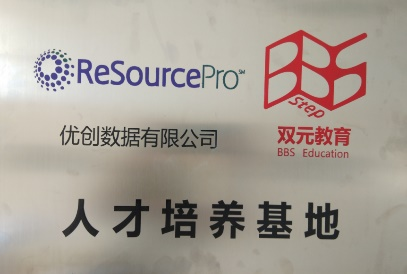 ReSourcePro℠
BBS
Step
优创数据有限公司
双元教育
BBS Education
人才培养基地